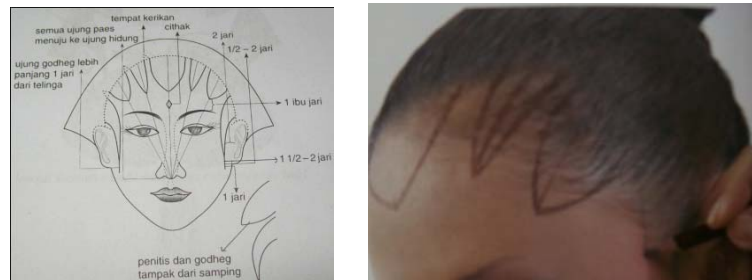 tempat kerikan
semua ujung paes
menuju ke ujung hidung
cithak
2 jari
1/2 – 2 jari
ujung godheg lebih
panjang 1 jari
dari telinga
1 ibu jari
1 1/2 – 2 jari
1 jari
penitis dan godheg
tampak dari samping